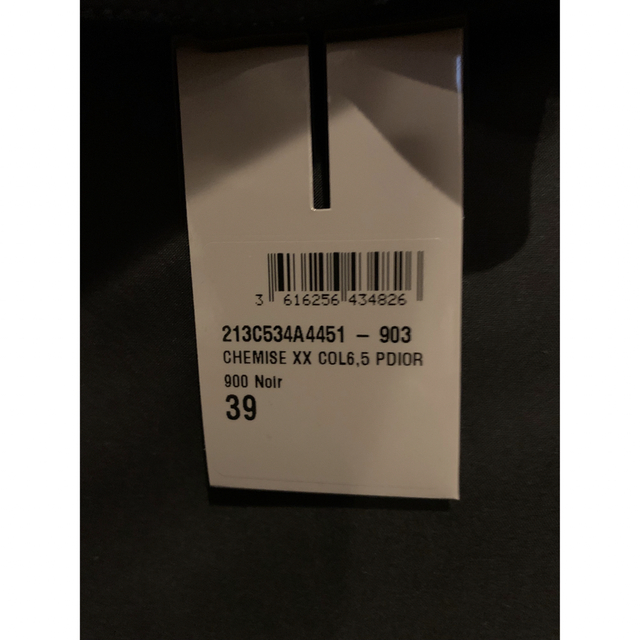 3 616256 434826
213C534A4451 - 903
CHEMISE XX COL6,5 PDIOR
900 Noir
39